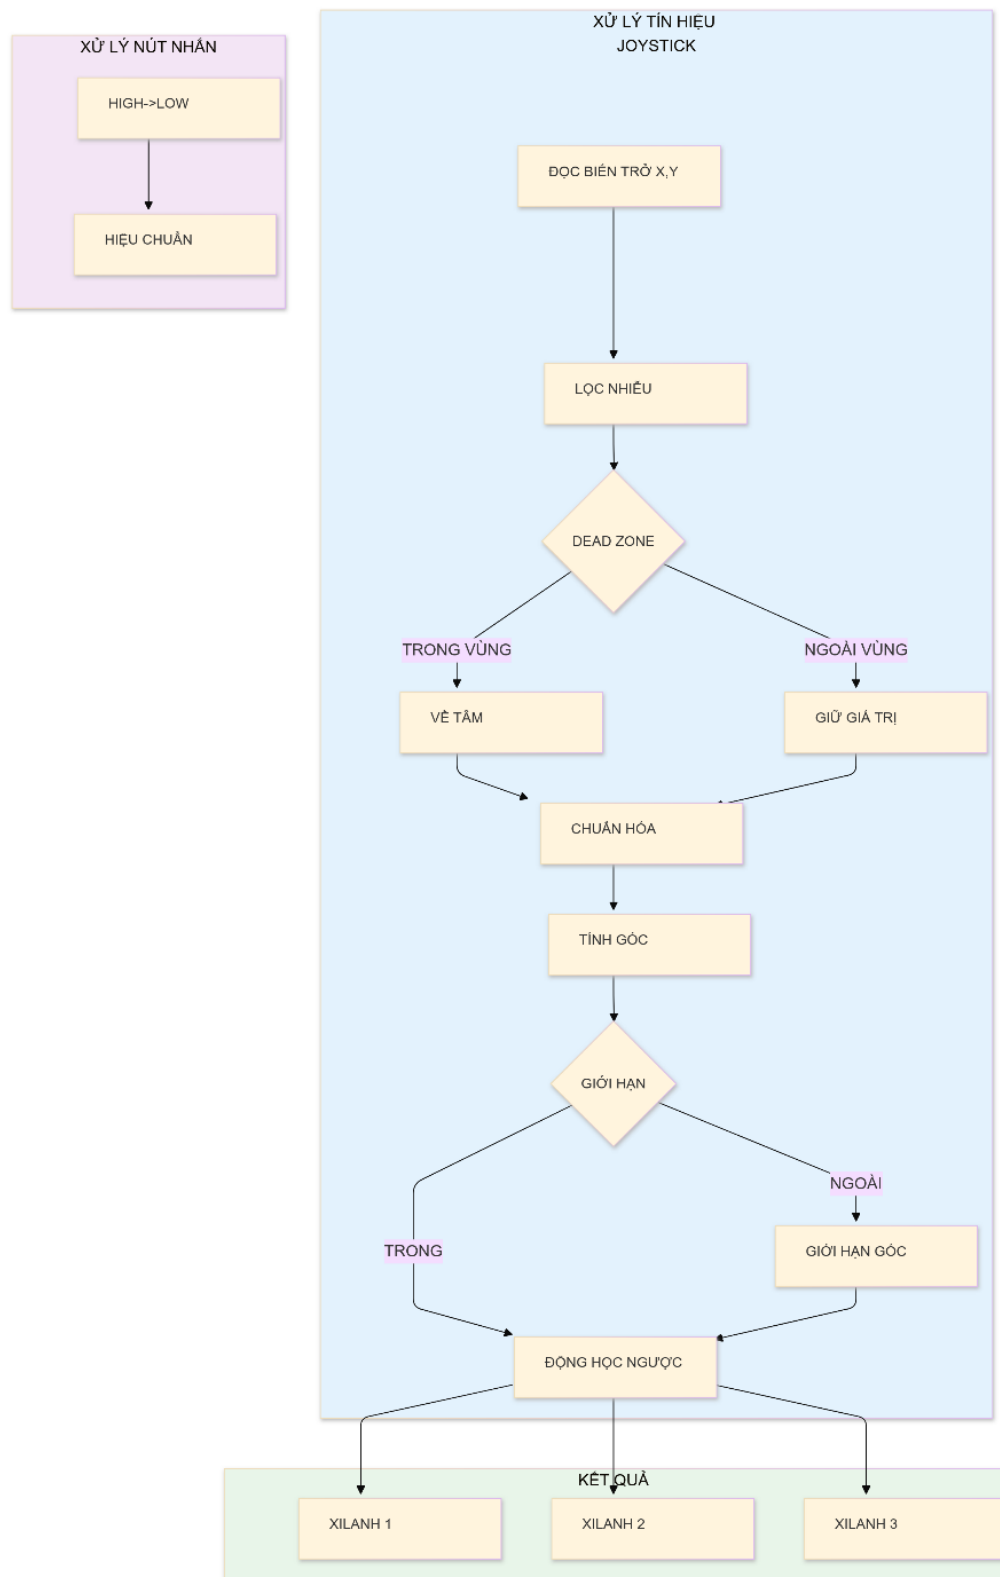 XỬ LÝ NÚT NHẤN
HIGH->LOW
HIỆU CHUẨN
XỬ LÝ TÍN HIỆU
JOYSTICK
ĐỌC BIẾN TRỞ X,Y
LỌC NHIỄU
DEAD ZONE
TRONG VÙNG
NGOÀI VÙNG
VỀ TÂM
GIỮ GIÁ TRỊ
CHUẨN HÓA
TÍNH GÓC
GIỚI HẠN
NGOÀI
TRONG
GIỚI HẠN GÓC
ĐỘNG HỌC NGƯỢC
KẾT QUẢ
XILANH 1
XILANH 2
XILANH 3